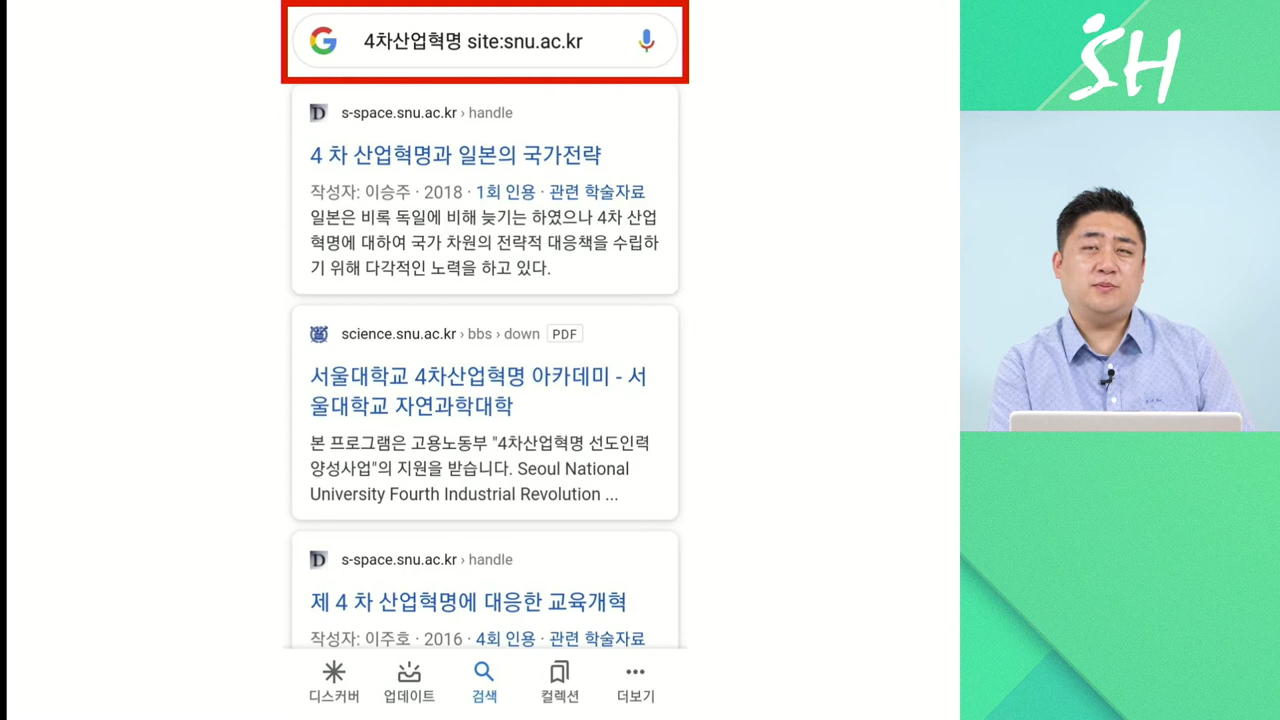 4차산업혁명 site:snu.ac.kr
SH
s-space.snu.ac.kr › handle
4 차 산업혁명과 일본의 국가전략
작성자: 이승주 · 2018 · 1회 인용 · 관련 학술자료
일본은 비록 독일에 비해 늦기는 하였으나 4차 산업
혁명에 대하여 국가 차원의 전략적 대응책을 수립하
기 위해 다각적인 노력을 하고 있다.
science.snu.ac.kr › bbs › down PDF
서울대학교 4차산업혁명 아카데미 - 서
울대학교 자연과학대학
본 프로그램은 고용노동부 "4차산업혁명 선도인력
양성사업"의 지원을 받습니다. Seoul National
University Fourth Industrial Revolution ...
s-space.snu.ac.kr › handle
제 4 차 산업혁명에 대응한 교육개혁
작성자: 이주호 · 2016 · 4회 인용 · 관련 학술자료
디스커버 업데이트 검색 컬렉션 더보기